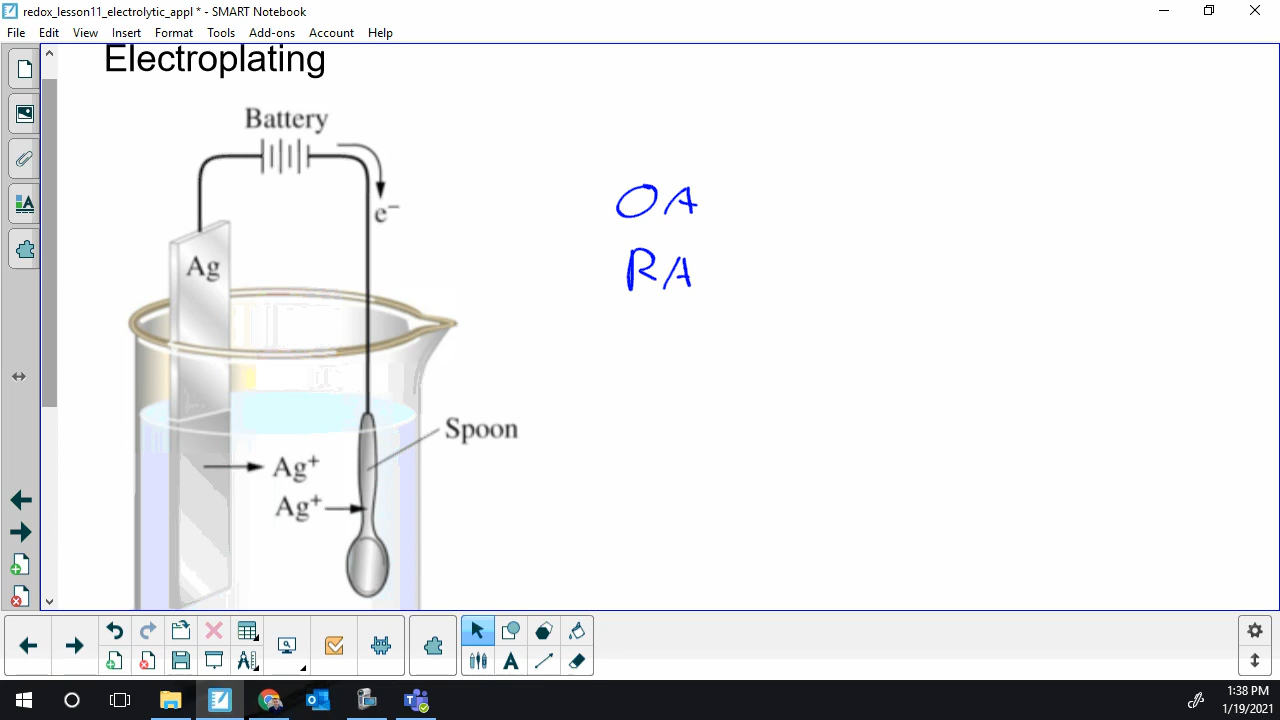 redox_lesson11_electrolytic_appl * - SMART Notebook
File Edit View Insert Format Tools Add-ons Account Help
Electroplating
Battery
e⁻
OA
RA
Ag
Spoon
Ag⁺
Ag⁺
1:38 PM
1/19/2021